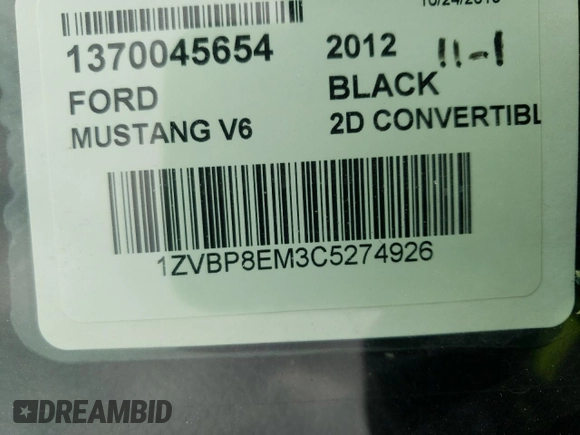 1370045654 2012 11-1
FORD BLACK
MUSTANG V6 2D CONVERTIBL
1ZVBP8EM3C5274926
DREAMBID